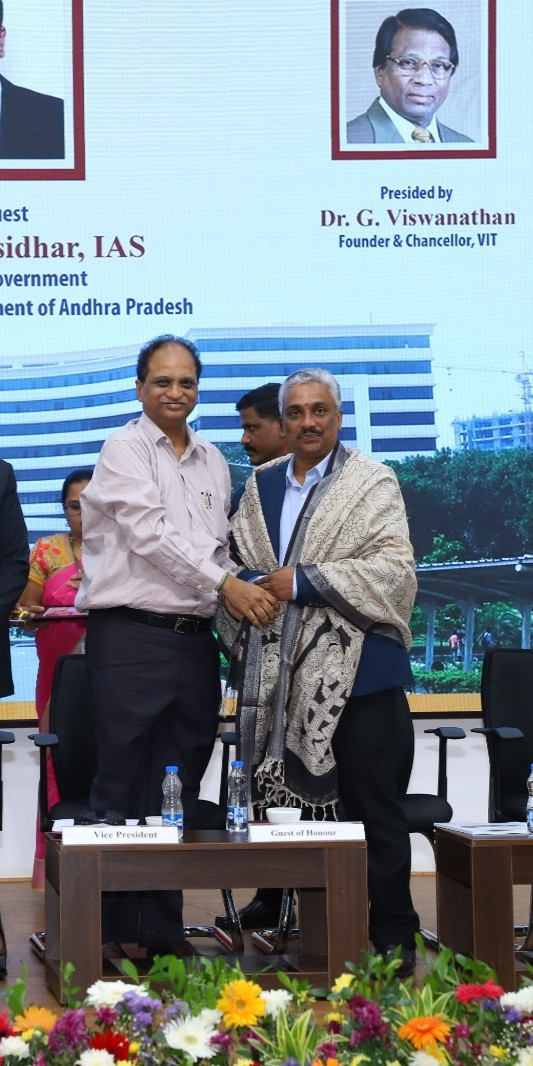 uest
sidhar, IAS
overnment
ment of Andhra Pradesh
Presided by
Dr. G. Viswanathan
Founder & Chancellor, VIT
Vice President
Guest of Honour